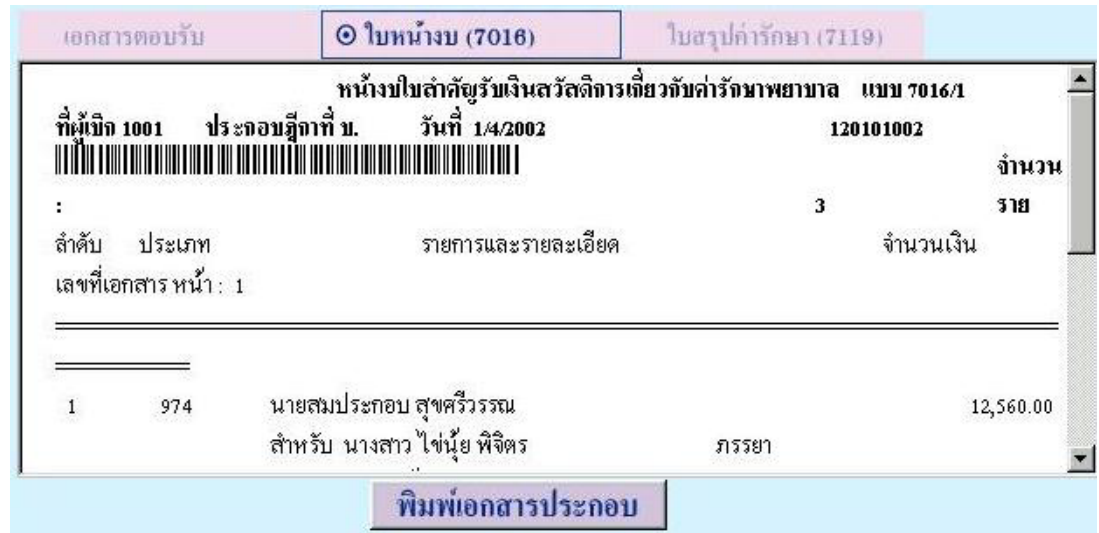 เอกสารตอบรับ ใบหน้างบ (7016) ใบสรุปค่ารักษา (7119)
หน้างบใบสำคัญรับเงินสวัสดิการเกี่ยวกับค่ารักษาพยาบาล แบบ 7016/1
ที่ผู้เบิก 1001 ประกอบฎีกาที่ บ. วันที่ 1/4/2002 120101002
จำนวน
: 3 ราย
ลำดับ ประเภท รายการและรายละเอียด จำนวนเงิน
เลขที่เอกสาร หน้า : 1
1 974 นายสมประกอบ สุขศรีวรรณ 12,560.00
สำหรับ นางสาว ไข่นุ้ย พิจิตร ภรรยา
พิมพ์เอกสารประกอบ